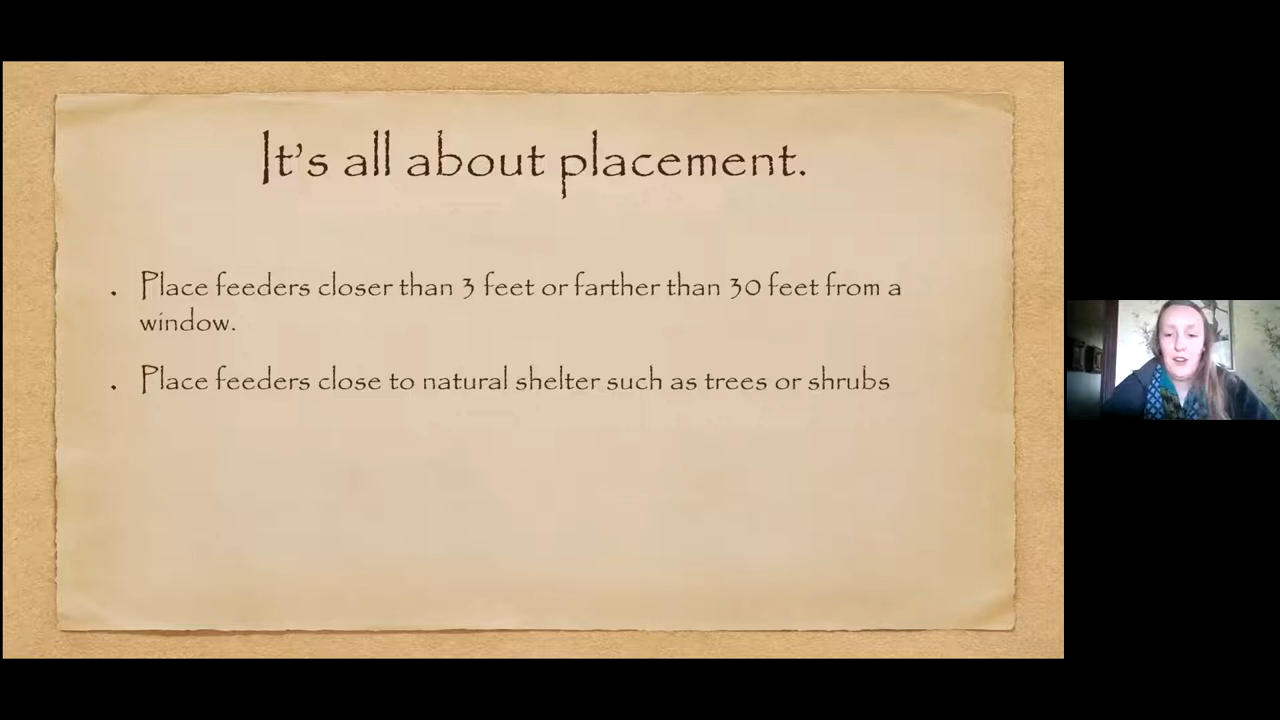 It's all about placement.
. Place feeders closer than 3 feet or farther than 30 feet from a
window.
. Place feeders close to natural shelter such as trees or shrubs